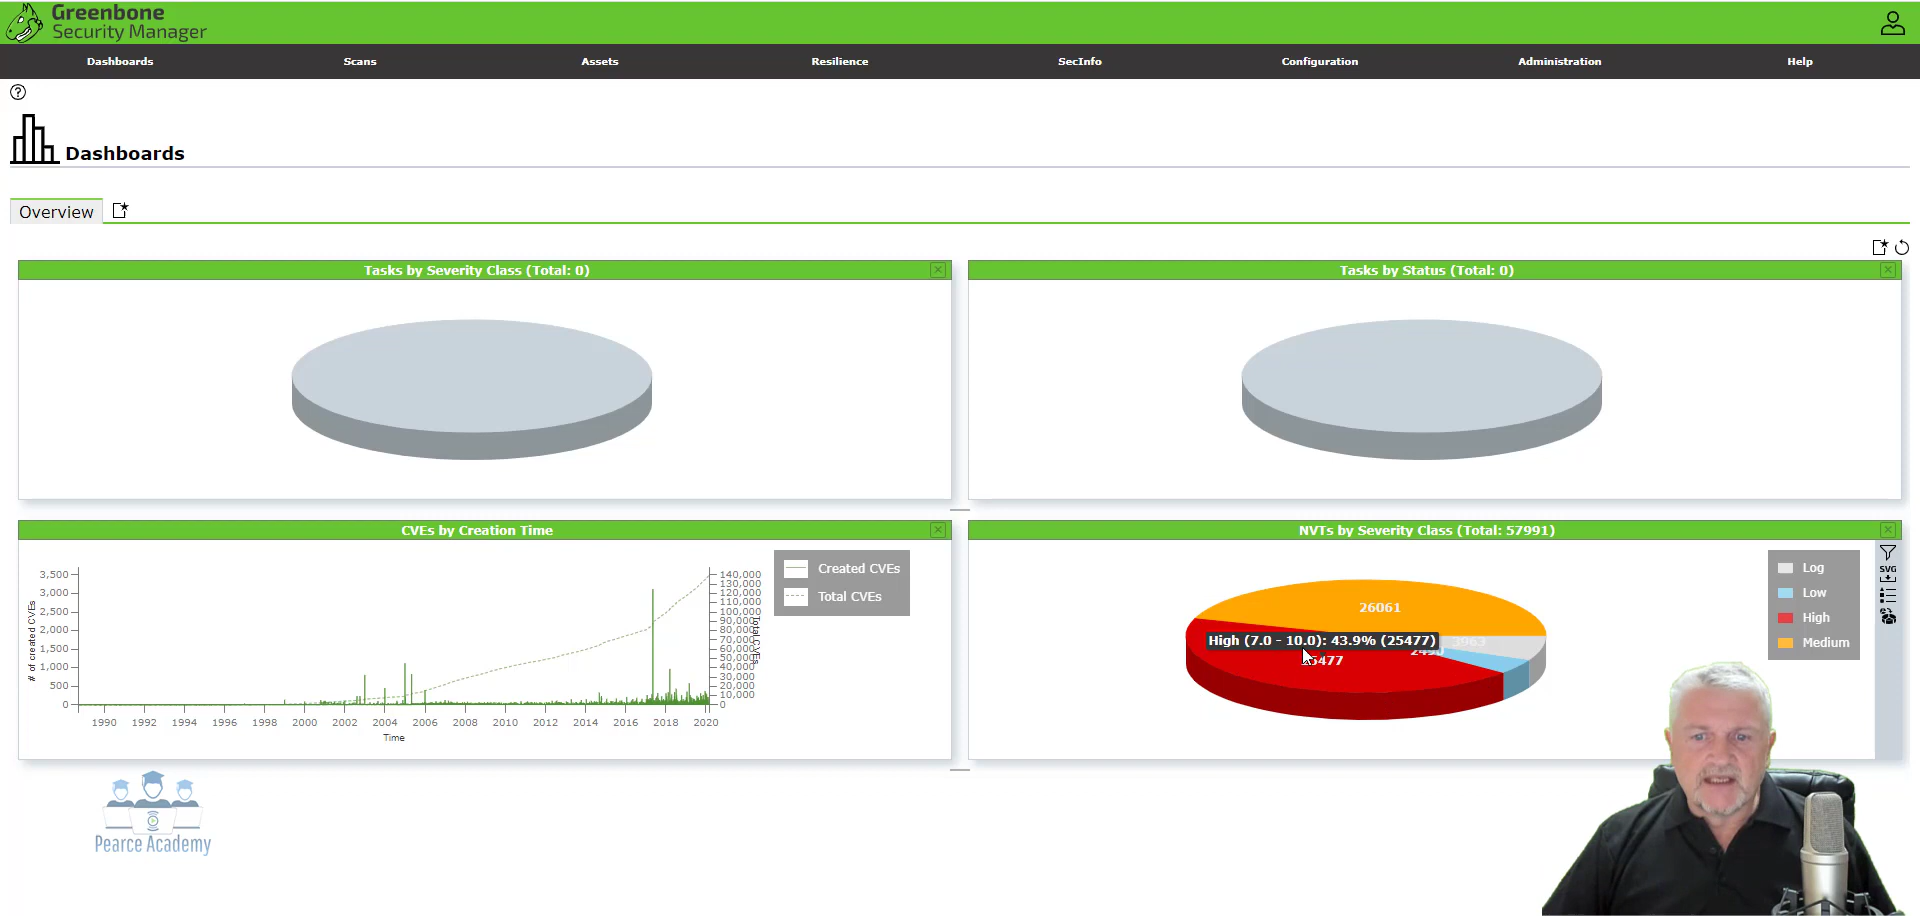 Greenbone
Security Manager
Dashboards
Scans
Assets
Resilience
SecInfo
Configuration
Administration
Help
Dashboards
Overview
Tasks by Severity Class (Total: 0)
Tasks by Status (Total: 0)
CVEs by Creation Time
# of created CVEs
3,500
3,000
2,500
2,000
1,500
1,000
500
0
140,000
130,000
120,000
110,000
100,000
90,000
80,000
70,000
60,000
50,000
40,000
30,000
20,000
10,000
0
Total CVEs
1990
1992
1994
1996
1998
2000
2002
2004
2006
2008
2010
2012
2014
2016
2018
2020
Time
Created CVEs
Total CVEs
NVTs by Severity Class (Total: 57991)
26061
High (7.0 - 10.0): 43.9% (25477)
25477
Log
Low
High
Medium
SVG
Pearce Academy